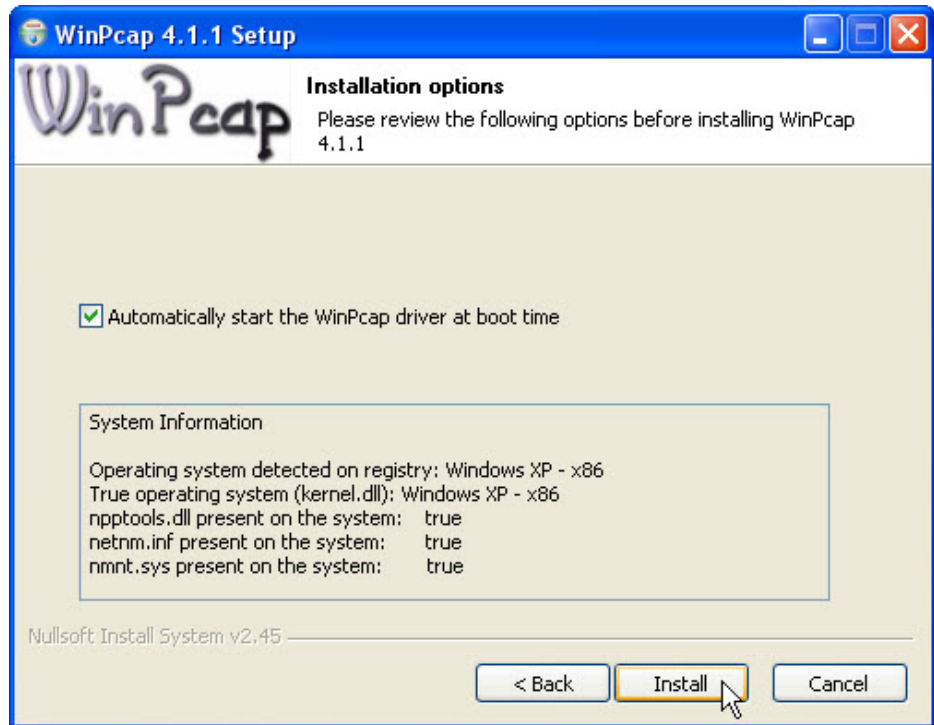 WinPcap 4.1.1 Setup
WinPcap
Installation options
Please review the following options before installing WinPcap
4.1.1
Automatically start the WinPcap driver at boot time
System Information
Operating system detected on registry: Windows XP - x86
True operating system (kernel.dll): Windows XP - x86
npptools.dll present on the system: true
netnm.inf present on the system: true
nmnt.sys present on the system: true
Nullsoft Install System v2.45
< Back Install Cancel